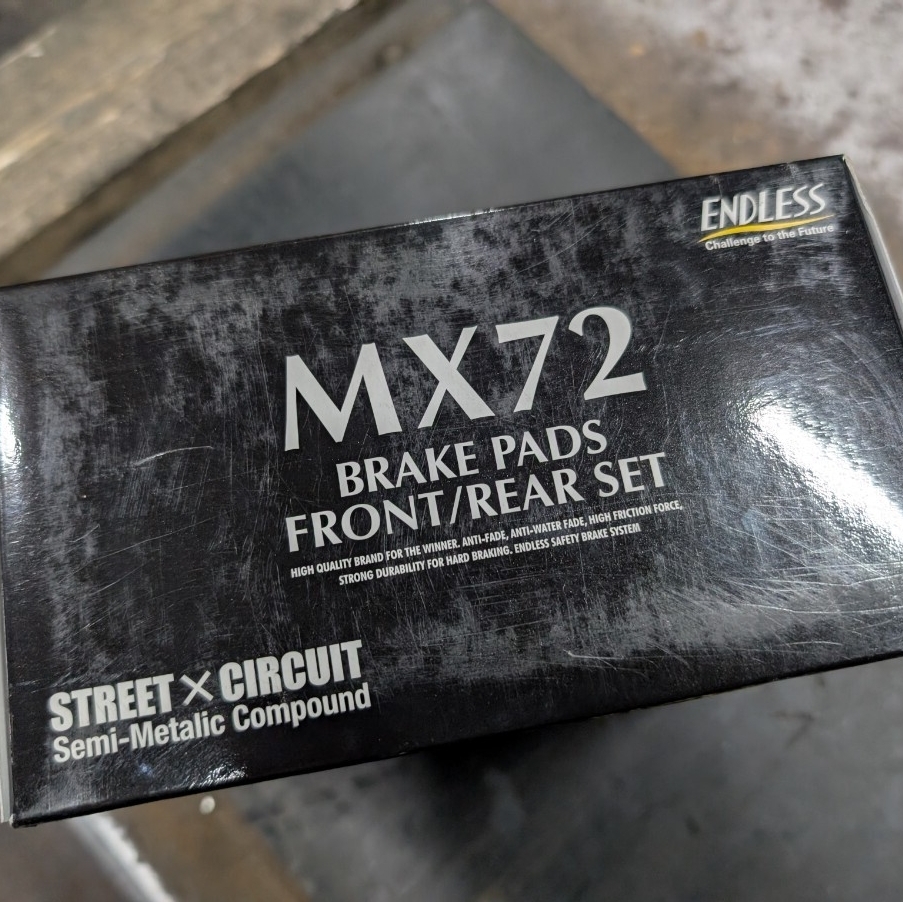 ENDLESS
Challenge to the Future
MX72
BRAKE PADS
FRONT/REAR SET
HIGH QUALITY BRAND FOR THE WINNER. ANTI-FADE, ANTI-WATER FADE, HIGH FRICTION FORCE,
STRONG DURABILITY FOR HARD BRAKING. ENDLESS SAFETY BRAKE SYSTEM
STREET×CIRCUIT
Semi-Metalic Compound